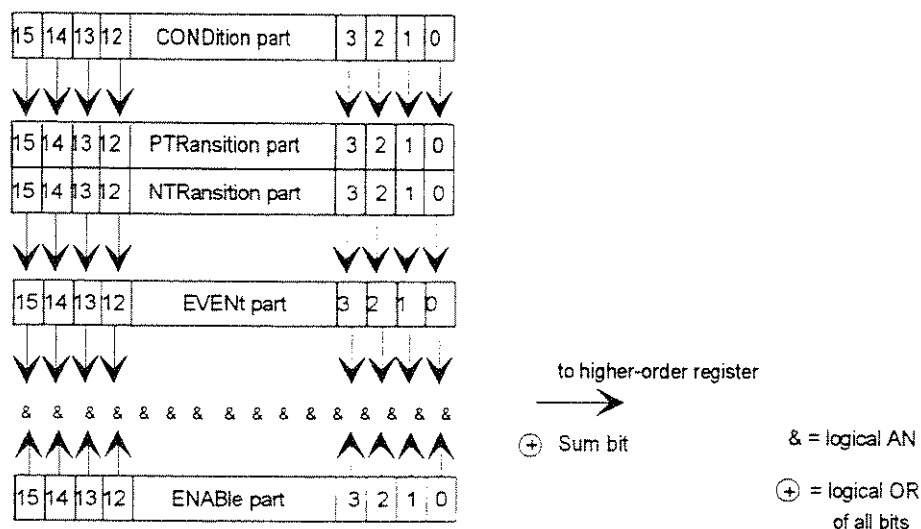 15 14 13 12 CONDition part 3 2 1 0
15 14 13 12 PTRansition part 3 2 1 0
15 14 13 12 NTRansition part 3 2 1 0
15 14 13 12 EVENt part 3 2 1 0
to higher-order register
& & & & & & & & & & & & & & & &
+ Sum bit
& = logical AN
15 14 13 12 ENABle part 3 2 1 0
+ = logical OR
of all bits